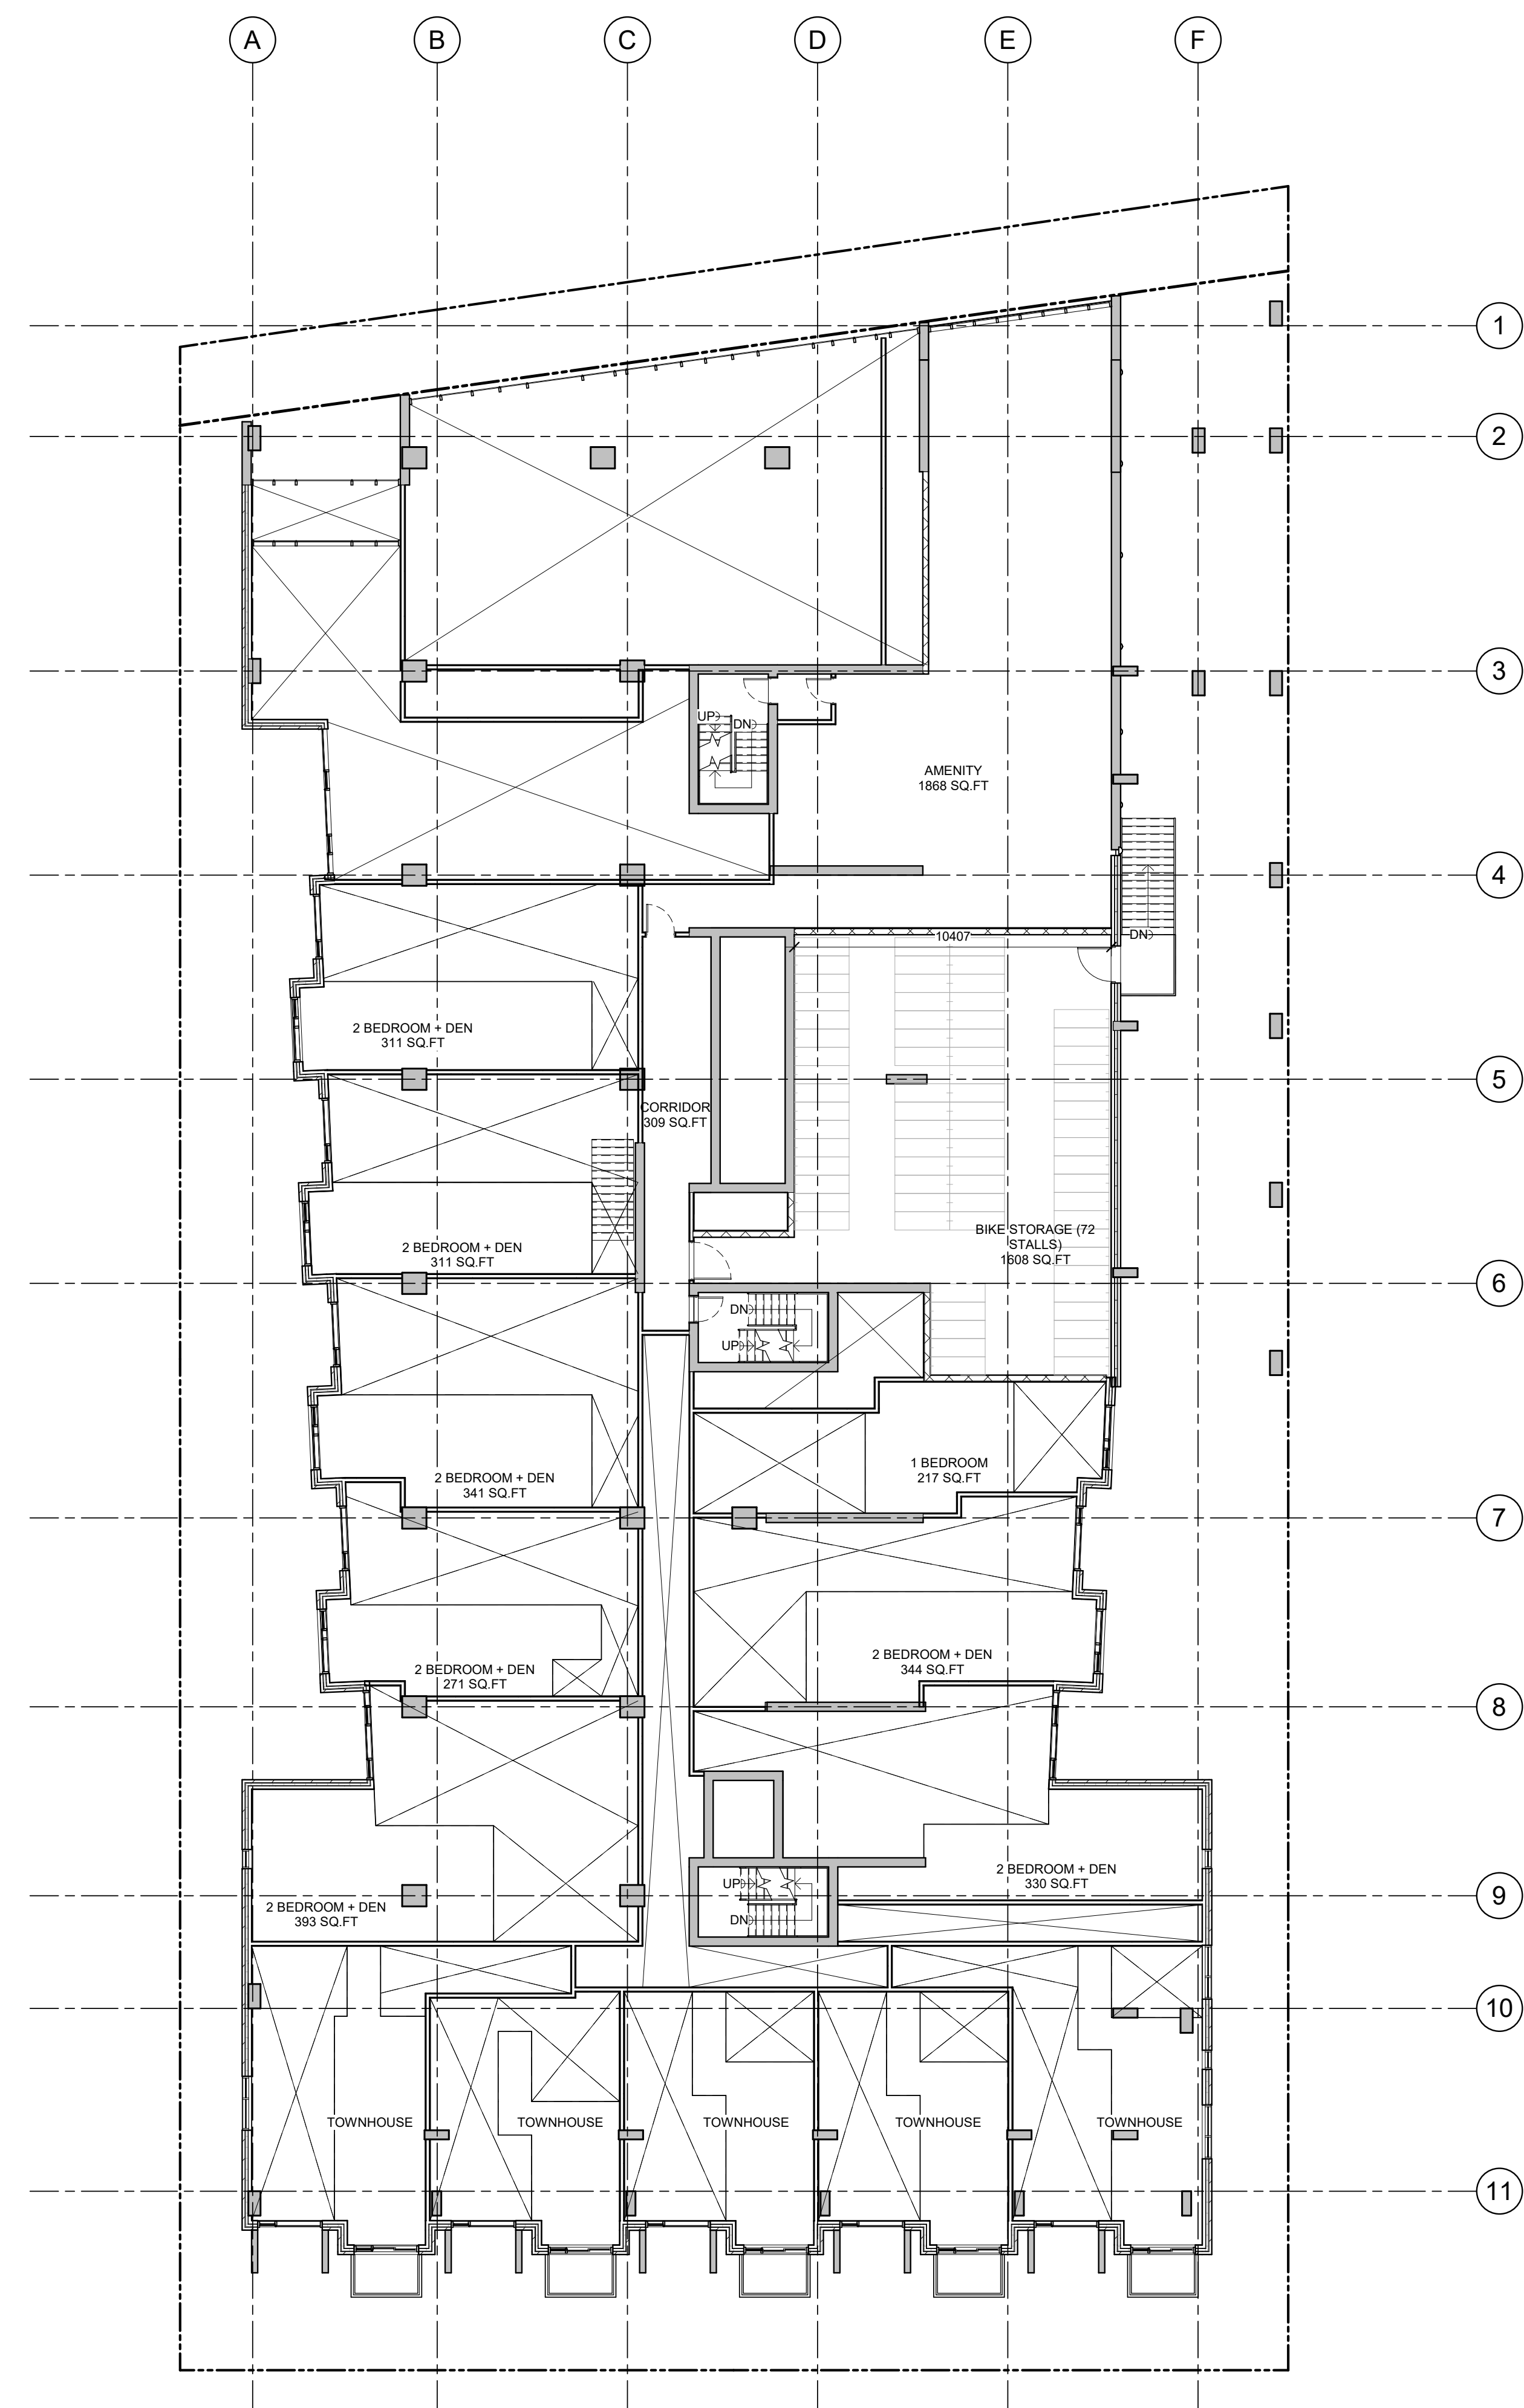 A
B
C
D
E
F
1
2
3
UP
DN
AMENITY
1868 SQ.FT
4
10407
DN
2 BEDROOM + DEN
311 SQ.FT
5
CORRIDOR
309 SQ.FT
BIKE STORAGE (72
STALLS)
1608 SQ.FT
2 BEDROOM + DEN
311 SQ.FT
6
DN
UP
1 BEDROOM
217 SQ.FT
2 BEDROOM + DEN
341 SQ.FT
7
2 BEDROOM + DEN
344 SQ.FT
2 BEDROOM + DEN
271 SQ.FT
8
2 BEDROOM + DEN
330 SQ.FT
UP
9
2 BEDROOM + DEN
393 SQ.FT
DN
10
TOWNHOUSE
TOWNHOUSE
TOWNHOUSE
TOWNHOUSE
TOWNHOUSE
11